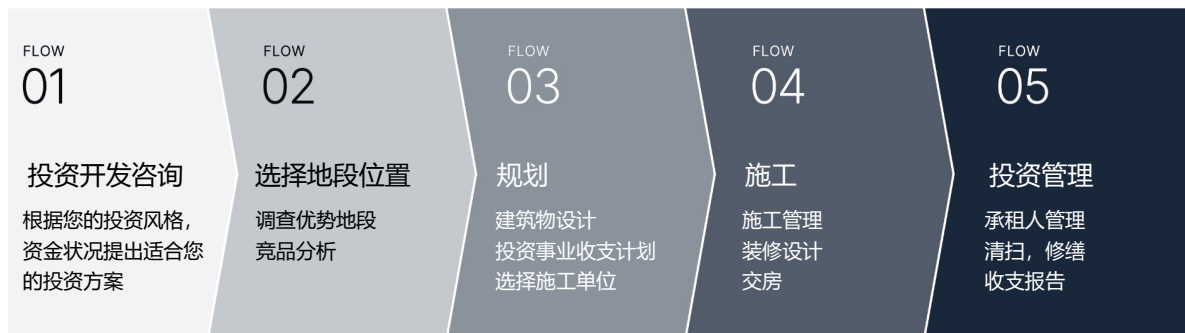 FLOW
01
投资开发咨询
根据您的投资风格，
资金状况提出适合您
的投资方案
FLOW
02
选择地段位置
调查优势地段
竞品分析
FLOW
03
规划
建筑物设计
投资事业收支计划
选择施工单位
FLOW
04
施工
施工管理
装修设计
交房
FLOW
05
投资管理
承租人管理
清扫，修缮
收支报告